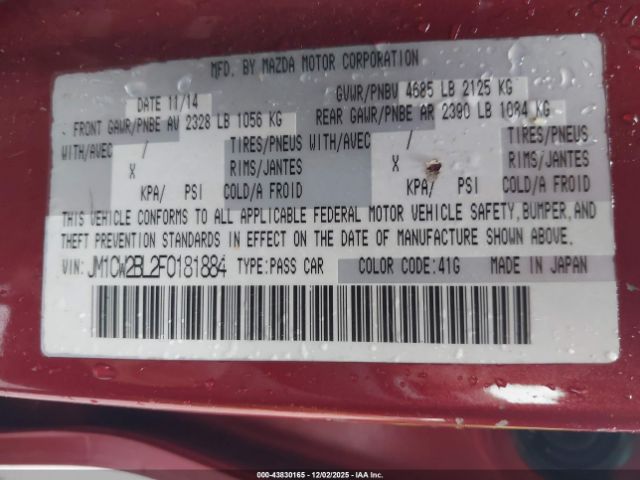 MFD. BY MAZDA MOTOR CORPORATION
DATE 11/14 GVWR/PNBV 4685 LB 2125 KG
FRONT GAWR/PNBE AV 2328 LB 1056 KG REAR GAWR/PNBE AR 2390 LB 1084 KG
WITH/AVEC / TIRES/PNEUS WITH/AVEC / TIRES/PNEUS
X RIMS/JANTES X RIMS/JANTES
KPA/ PSI COLD/A FROID KPA/ PSI COLD/A FROID
THIS VEHICLE CONFORMS TO ALL APPLICABLE FEDERAL MOTOR VEHICLE SAFETY, BUMPER, AND
THEFT PREVENTION STANDARDS IN EFFECT ON THE DATE OF MANUFACTURE SHOWN ABOVE.
VIN: JM1CW2BL2F0181884 TYPE:PASS CAR COLOR CODE:41G MADE IN JAPAN
000-43830165 - 12/02/2025 - IAAI.COM